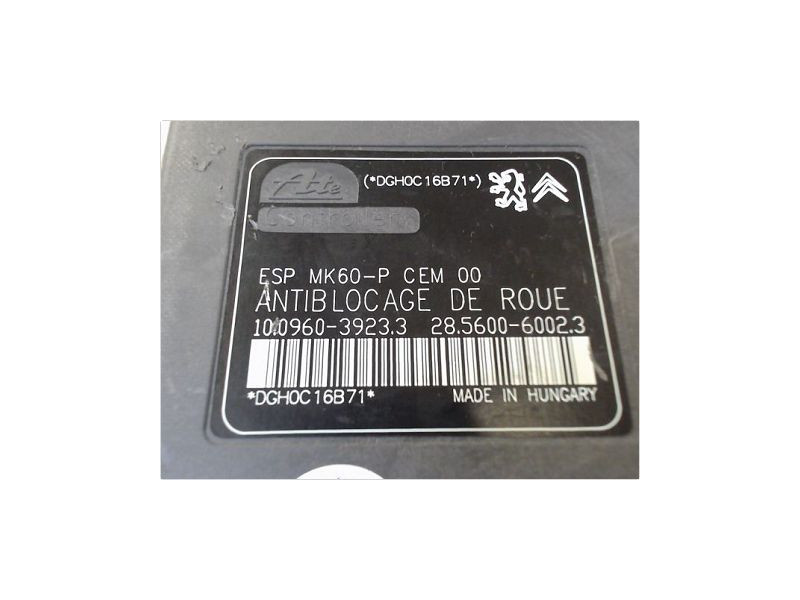 Ate
(*DGH0C16B71*)
Controllers
ESP MK60-P CEM 00
ANTIBLOCAGE DE ROUE
10.0960-3923.3 28.5600-6002.3
*DGH0C16B71* MADE IN HUNGARY